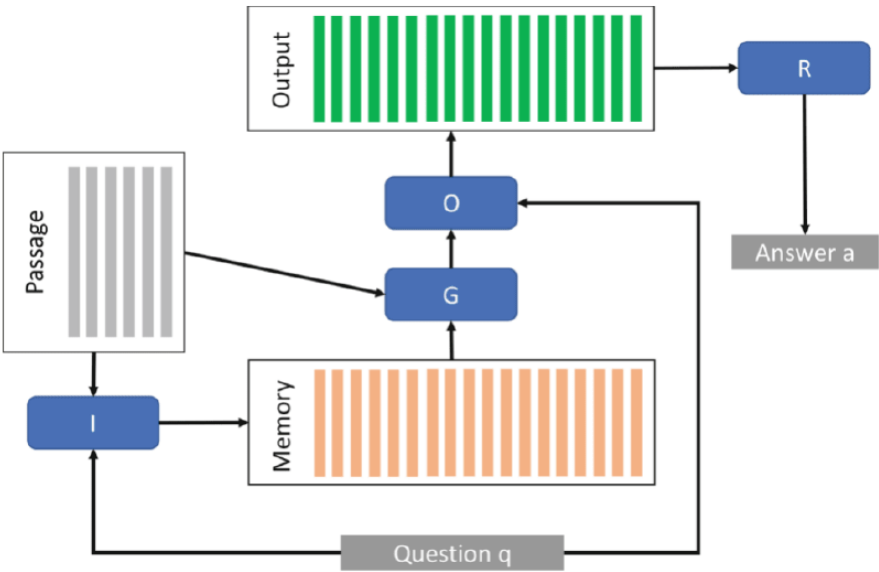 Output
R
Passage
O
Answer a
G
I
Memory
Question q